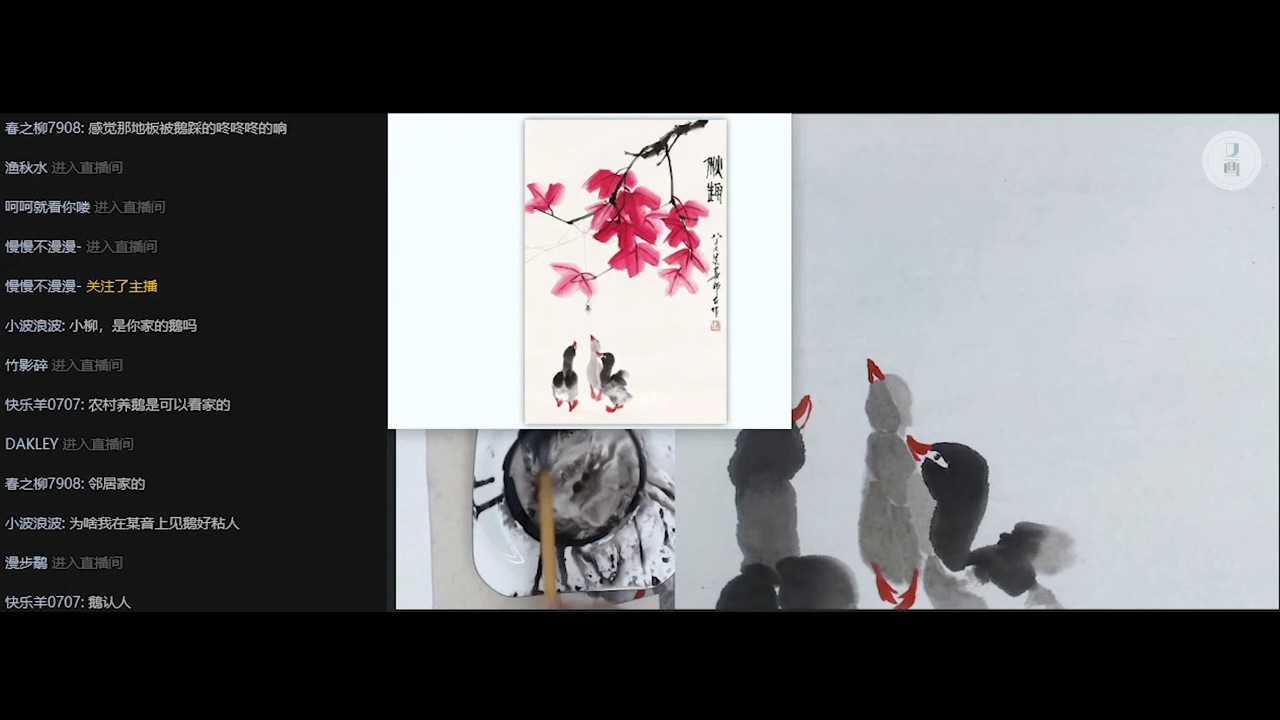 春之柳7908: 感觉那地板被鹅踩的咚咚咚的响
渔秋水 进入直播间
呵呵就看你喽 进入直播间
慢慢不漫漫- 进入直播间
慢慢不漫漫- 关注了主播
小波浪波: 小柳，是你家的鹅吗
竹影碎 进入直播间
快乐羊0707: 农村养鹅是可以看家的
DAKLEY 进入直播间
春之柳7908: 邻居家的
小波浪波: 为啥我在某音上见鹅好粘人
漫步鹬 进入直播间
快乐羊0707: 鹅认人
秋趣